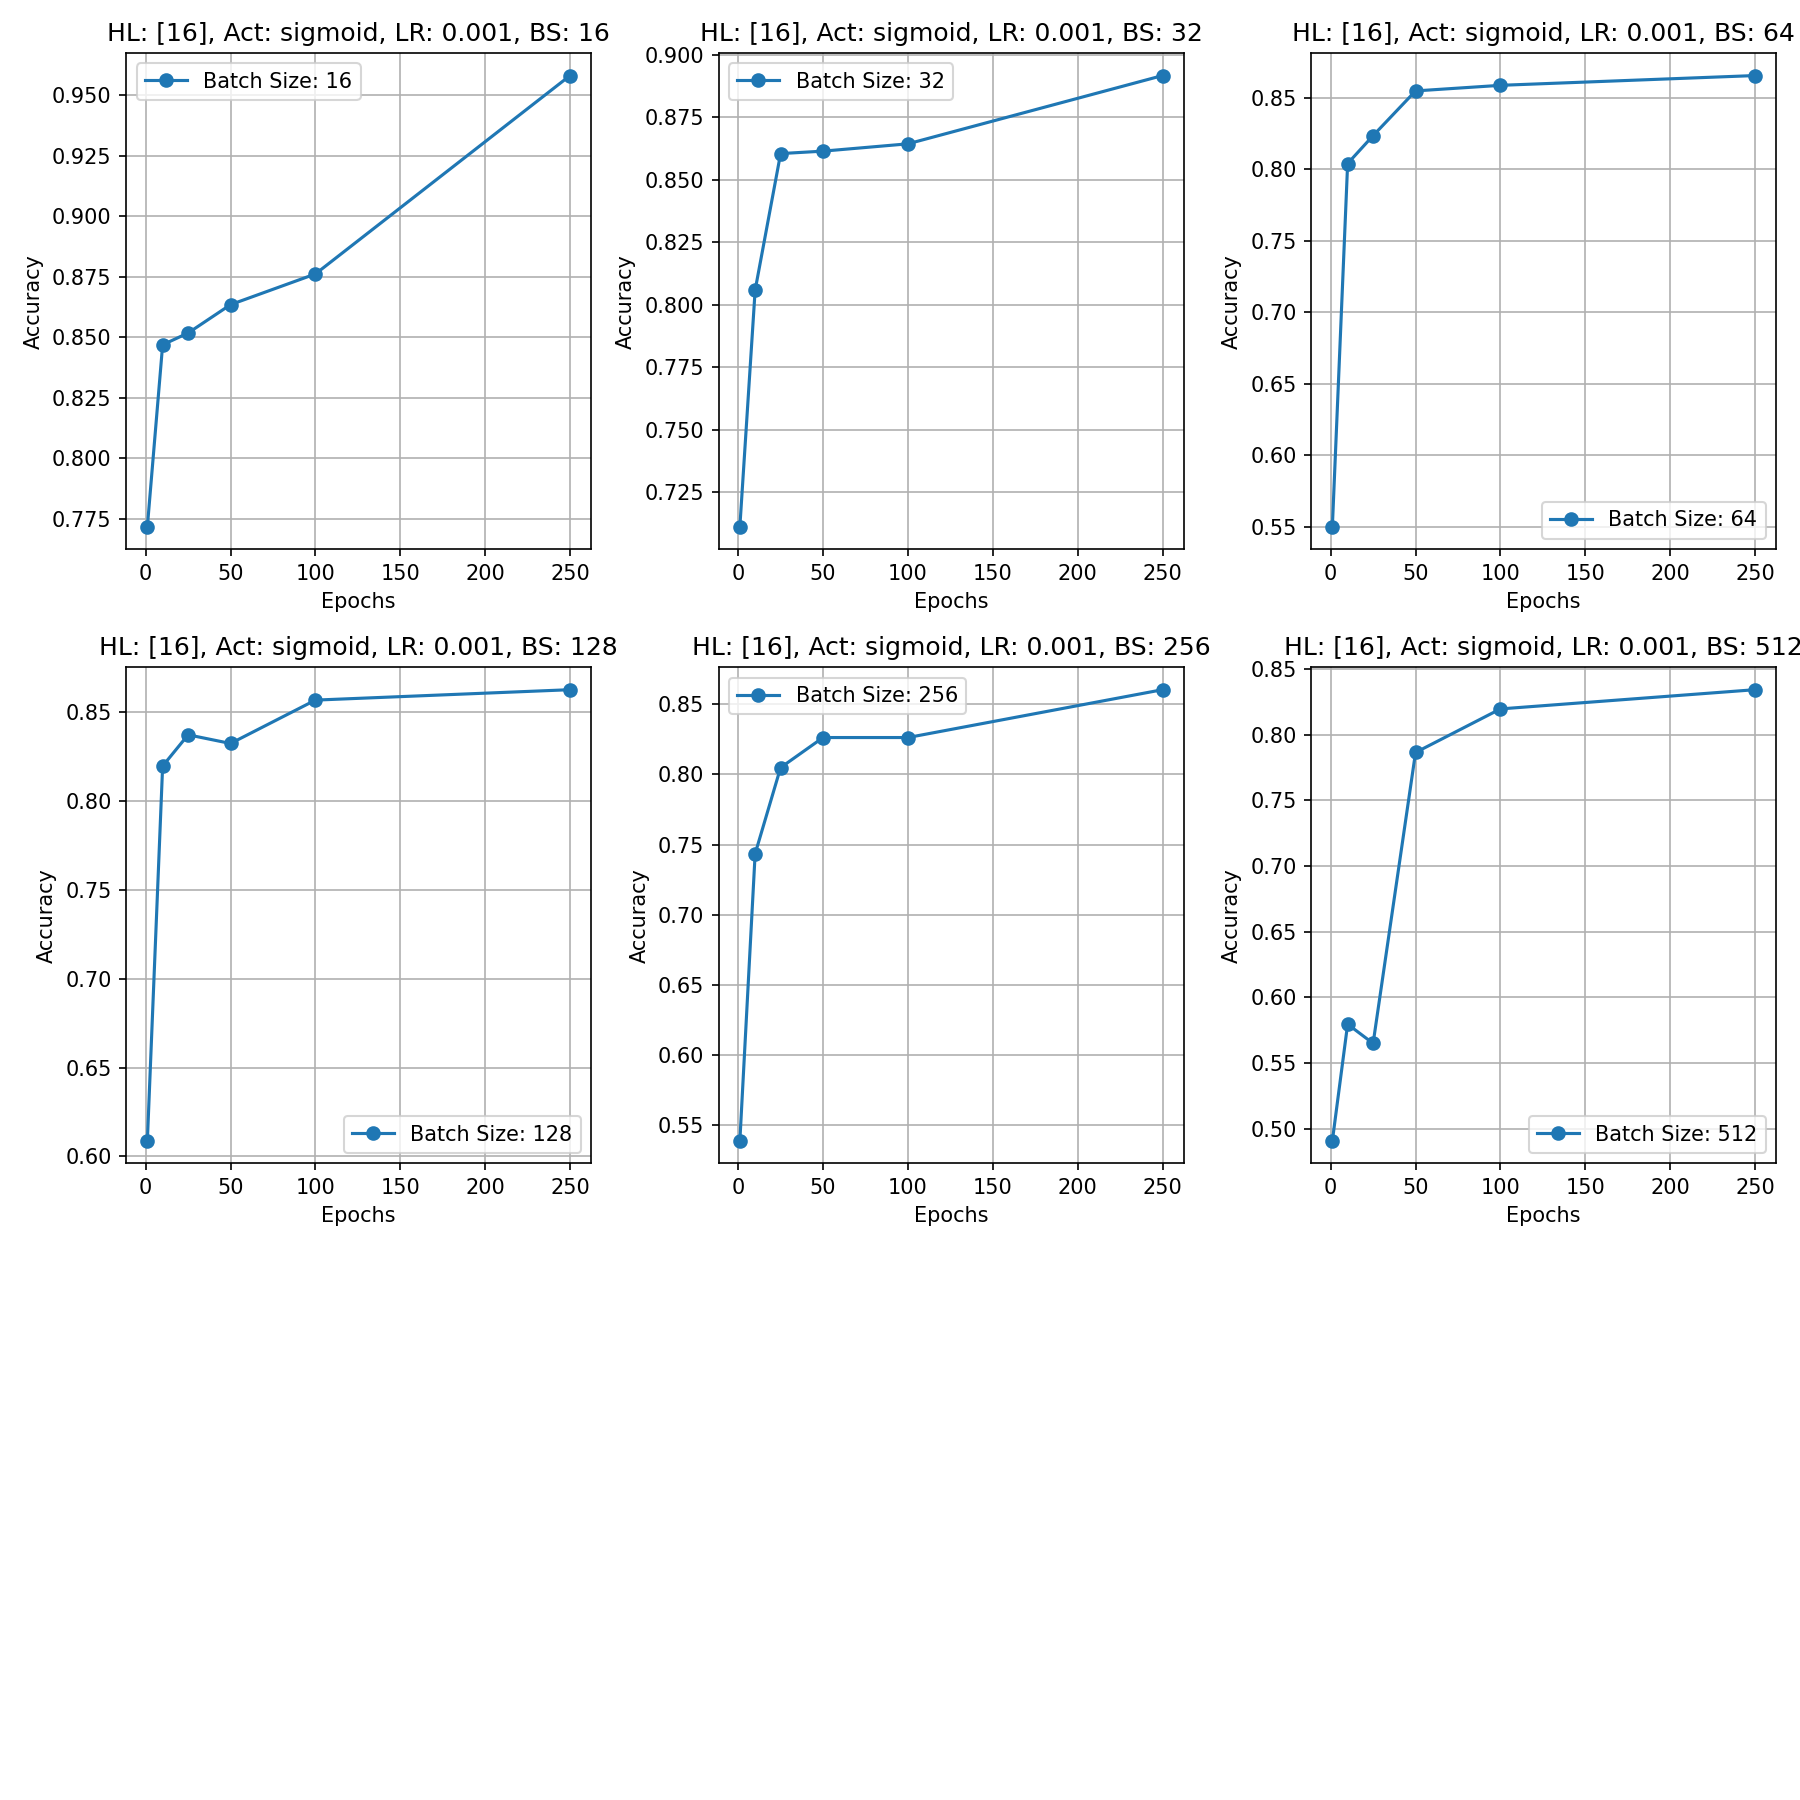 HL: [16], Act: sigmoid, LR: 0.001, BS: 16
Batch Size: 16
Accuracy
0.950
0.925
0.900
0.875
0.850
0.825
0.800
0.775
0 50 100 150 200 250
Epochs
HL: [16], Act: sigmoid, LR: 0.001, BS: 32
Batch Size: 32
Accuracy
0.900
0.875
0.850
0.825
0.800
0.775
0.750
0.725
0 50 100 150 200 250
Epochs
HL: [16], Act: sigmoid, LR: 0.001, BS: 64
Accuracy
0.85
0.80
0.75
0.70
0.65
0.60
0.55
Batch Size: 64
0 50 100 150 200 250
Epochs
HL: [16], Act: sigmoid, LR: 0.001, BS: 128
Accuracy
0.85
0.80
0.75
0.70
0.65
0.60
Batch Size: 128
0 50 100 150 200 250
Epochs
HL: [16], Act: sigmoid, LR: 0.001, BS: 256
Batch Size: 256
Accuracy
0.85
0.80
0.75
0.70
0.65
0.60
0.55
0 50 100 150 200 250
Epochs
HL: [16], Act: sigmoid, LR: 0.001, BS: 512
Accuracy
0.85
0.80
0.75
0.70
0.65
0.60
0.55
0.50
Batch Size: 512
0 50 100 150 200 250
Epochs